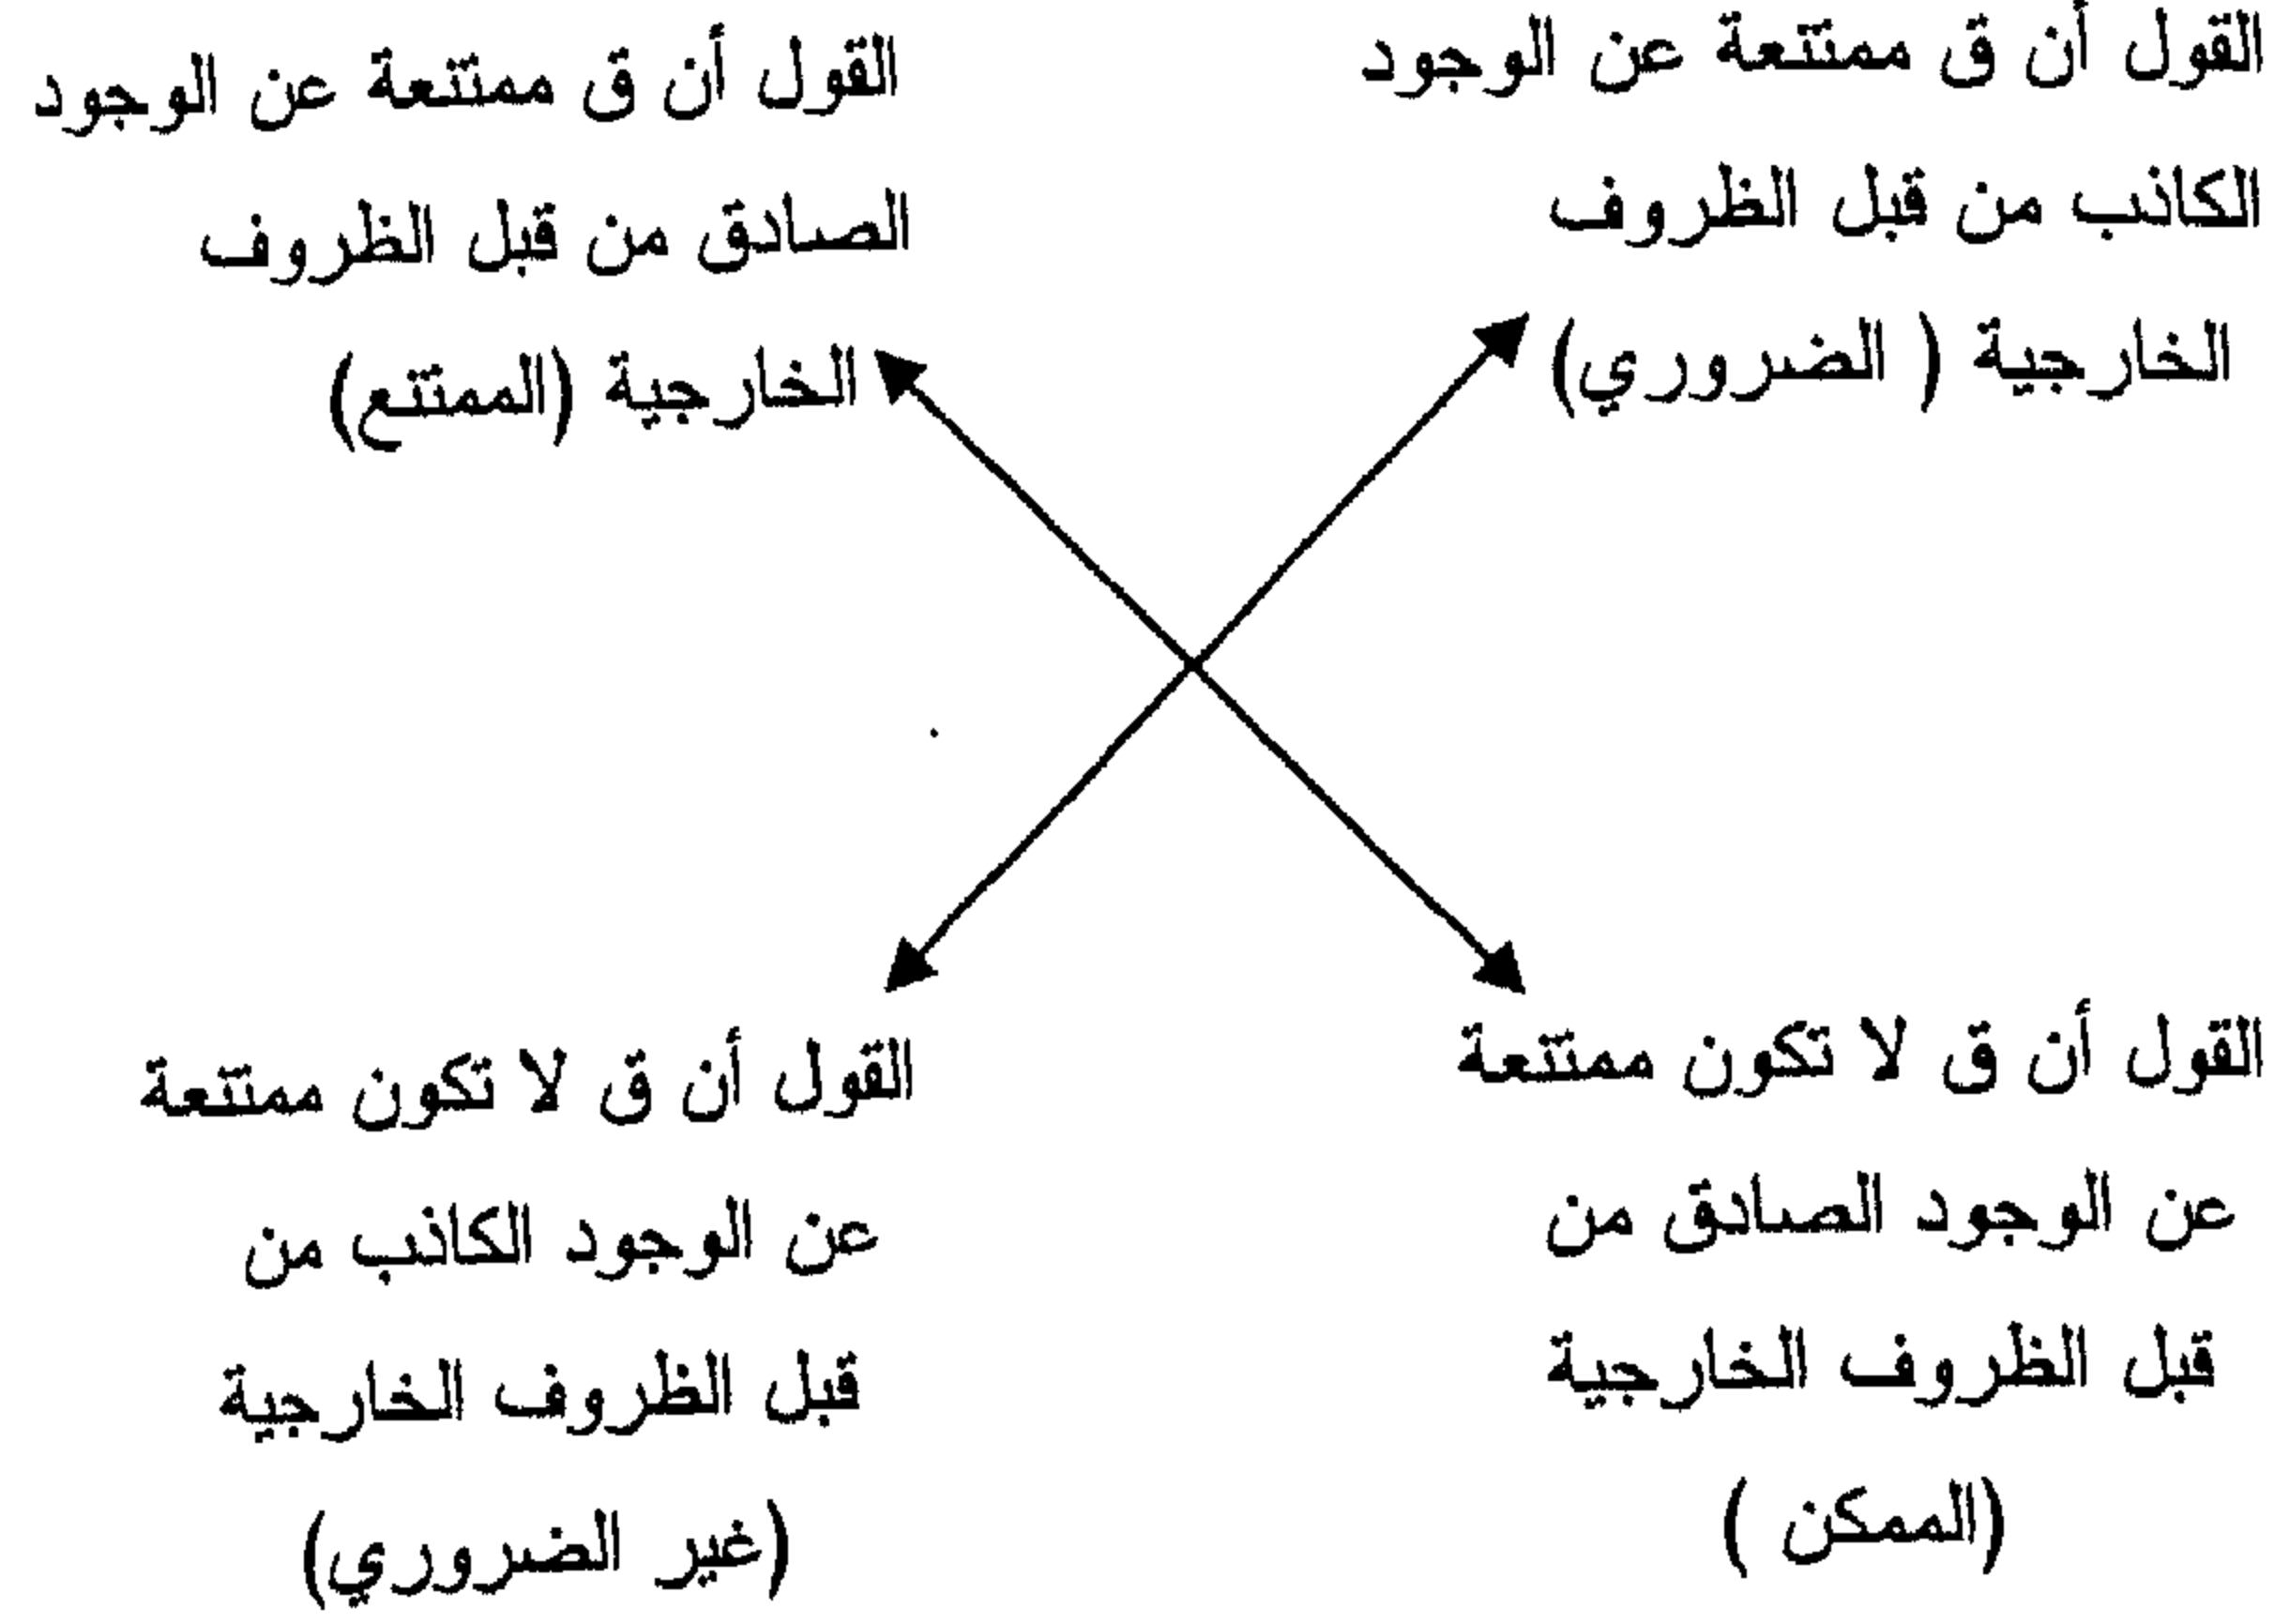 القول أن ق ممتنعة عن الوجود
الكاذب من قبل الظروف
الخارجية ( الضروري)
القول أن ق ممتنعة عن الوجود
الصادق من قبل الظروف
الخارجية (الممتنع)
القول أن ق لا تكون ممتنعة
عن الوجود الصادق من
قبل الظروف الخارجية
(الممكن )
القول أن ق لا تكون ممتنعة
عن الوجود الكاذب من
قبل الظروف الخارجية
(غير الضروري)